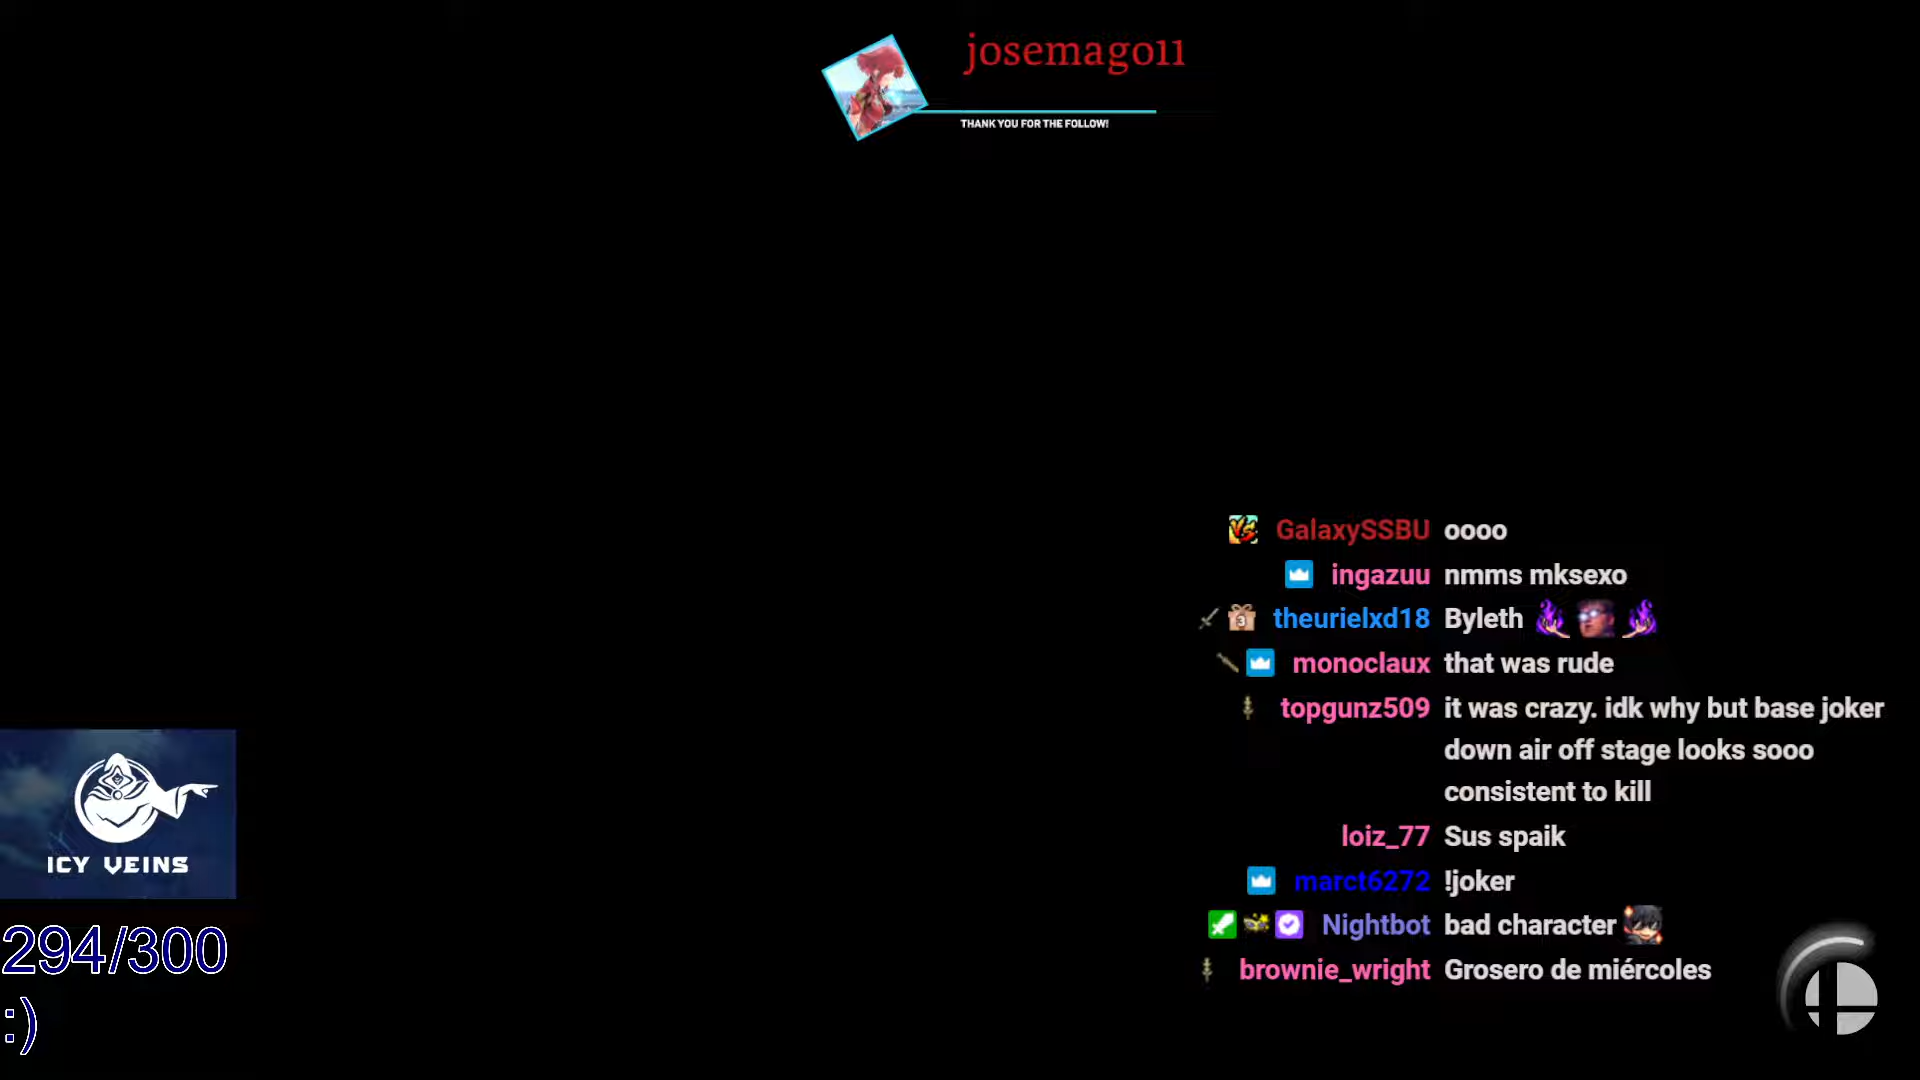 josemago11
THANK YOU FOR THE FOLLOW!
GalaxySSBU oooo
ingazuu nmms mksexo
3 theurielxd18 Byleth
monoclaux that was rude
topgunz509 it was crazy. idk why but base joker
down air off stage looks sooo
consistent to kill
loiz_77 Sus spaik
marct6272 !joker
Nightbot bad character
brownie_wright Grosero de miércoles
VS
ICY VEINS
294/300
:)